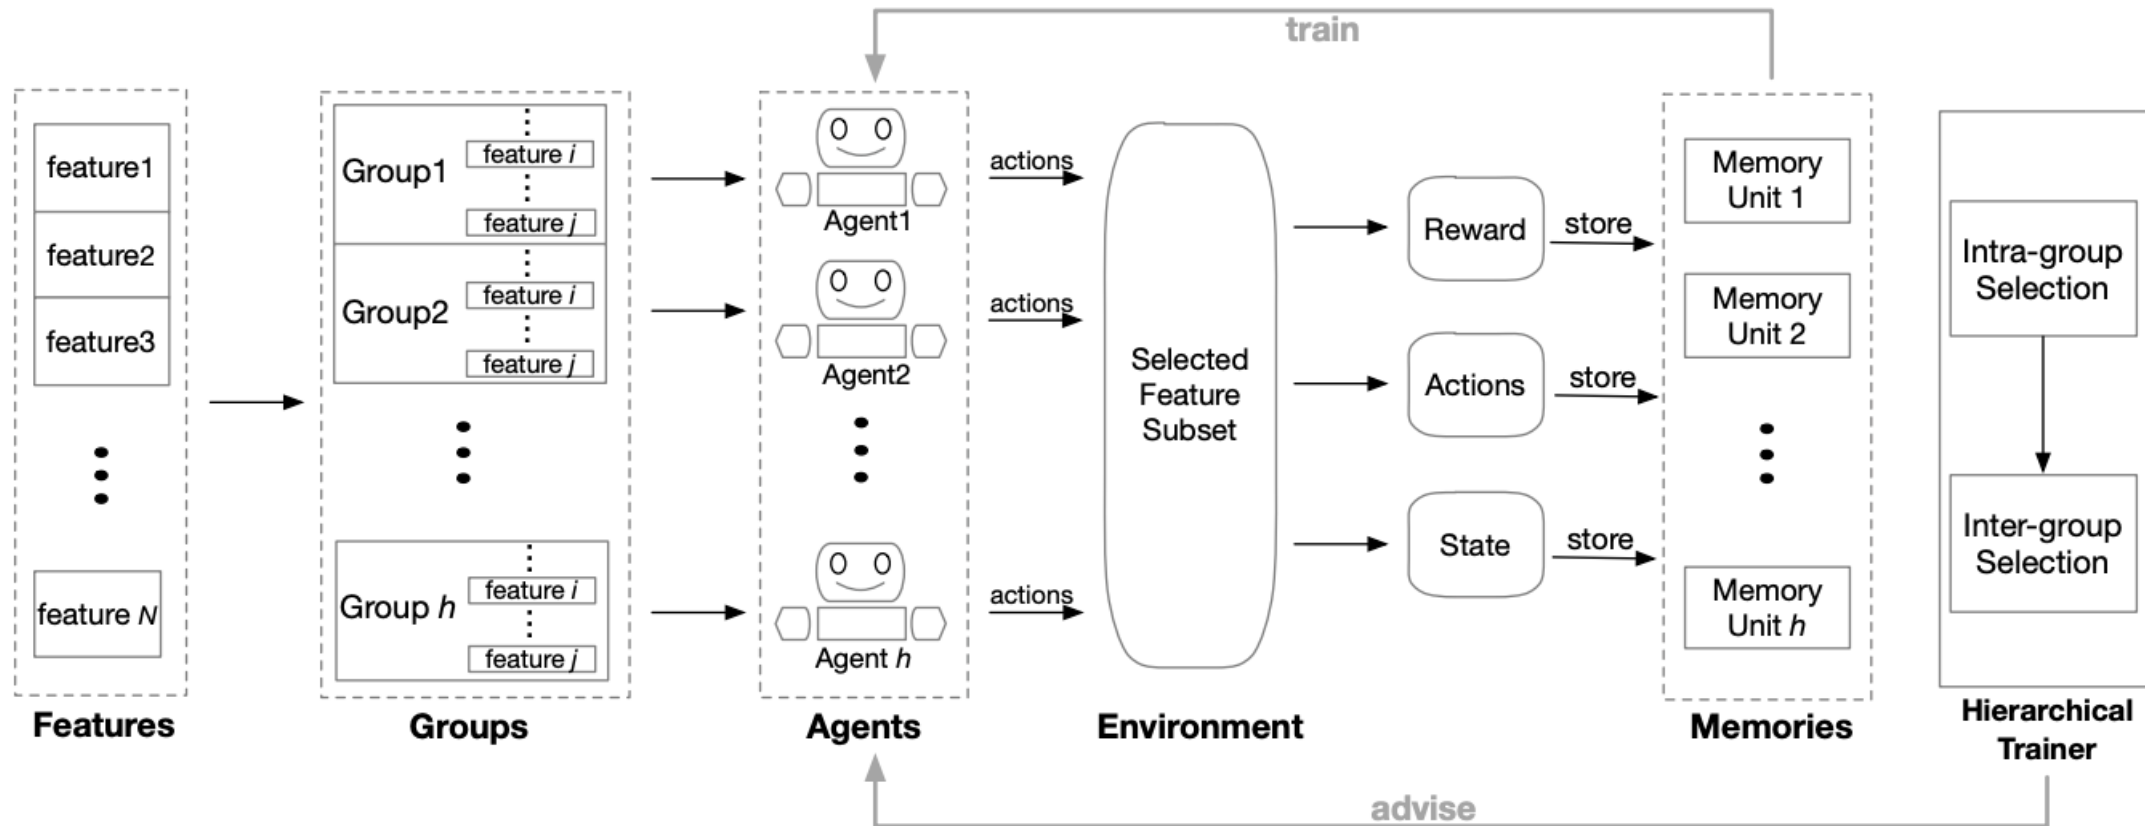 train
feature1
feature2
feature3
feature N
Features
Group1
feature i
feature j
Group2
feature i
feature j
Group h
feature i
feature j
Groups
Agent1
Agent2
Agent h
Agents
actions
actions
actions
Selected
Feature
Subset
Environment
Reward
Actions
State
store
store
store
Memory
Unit 1
Memory
Unit 2
Memory
Unit h
Memories
Intra-group
Selection
Inter-group
Selection
Hierarchical
Trainer
advise